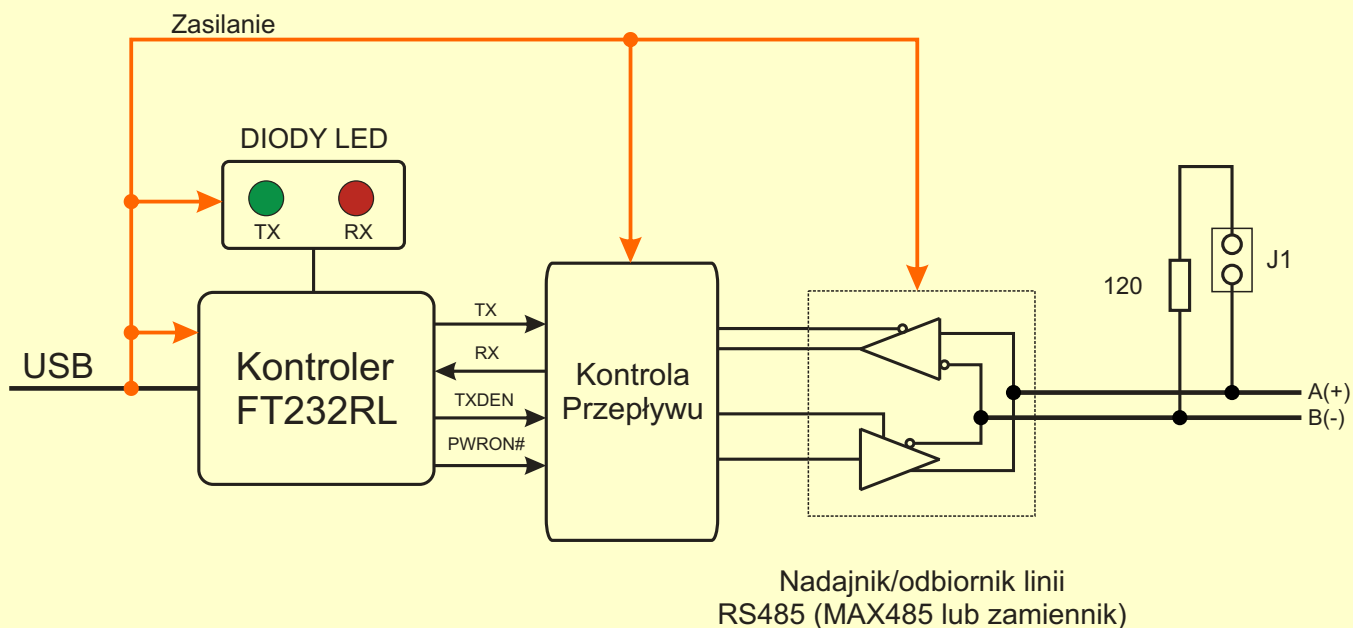 Zasilanie
DIODY LED
TX
RX
USB
Kontroler
FT232RL
TX
RX
TXDEN
PWRON#
Kontrola
Przepływu
120
J1
A(+)
B(-)
Nadajnik/odbiornik linii
RS485 (MAX485 lub zamiennik)